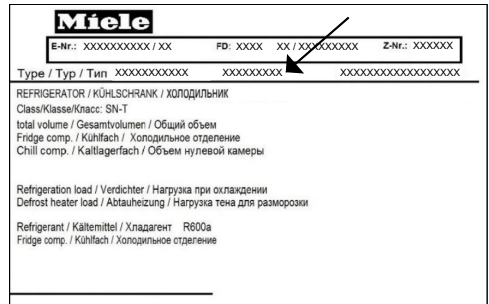 Miele
E-Nr.: XXXXXXXXXX / XX FD: XXXX XX / XXXXXXXXX Z-Nr.: XXXXXX
Type / Typ / Тип XXXXXXXXXXX XXXXXXXXX XXXXXXXXXXXXXXXXXX
REFRIGERATOR / KÜHLSCHRANK / ХОЛОДИЛЬНИК
Class/Klasse/Класс: SN-T
total volume / Gesamtvolumen / Общий объем
Fridge comp. / Kühlfach / Холодильное отделение
Chill comp. / Kaltlagerfach / Объем нулевой камеры
Refrigeration load / Verdichter / Нагрузка при охлаждении
Defrost heater load / Abtauheizung / Нагрузка тена для разморозки
Refrigerant / Kältemittel / Хладагент R600a
Fridge comp. / Kühlfach / Холодильное отделение